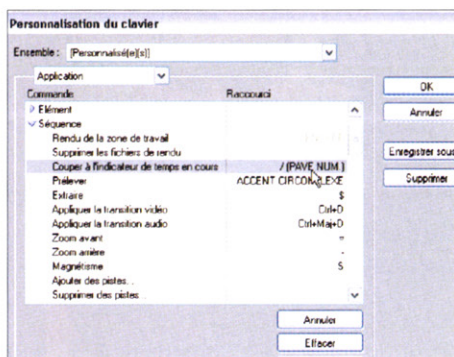 Personnalisation du clavier
Ensemble : [Personnalisé(e)(s)]
Application
Commande Raccourci
Elément
Séquence
Rendu de la zone de travail
Supprimer les fichiers de rendu
Couper à l'indicateur de temps en cours / (PAVE NUM.)
Prélever ACCENT CIRCONFLEXE
Extraire $
Appliquer la transition vidéo Ctrl+D
Appliquer la transition audio Ctrl+Maj+D
Zoom avant =
Zoom arrière -
Magnétisme S
Ajouter des pistes...
Supprimer des pistes...
OK
Annuler
Enregistrer sous
Supprimer
Annuler
Effacer